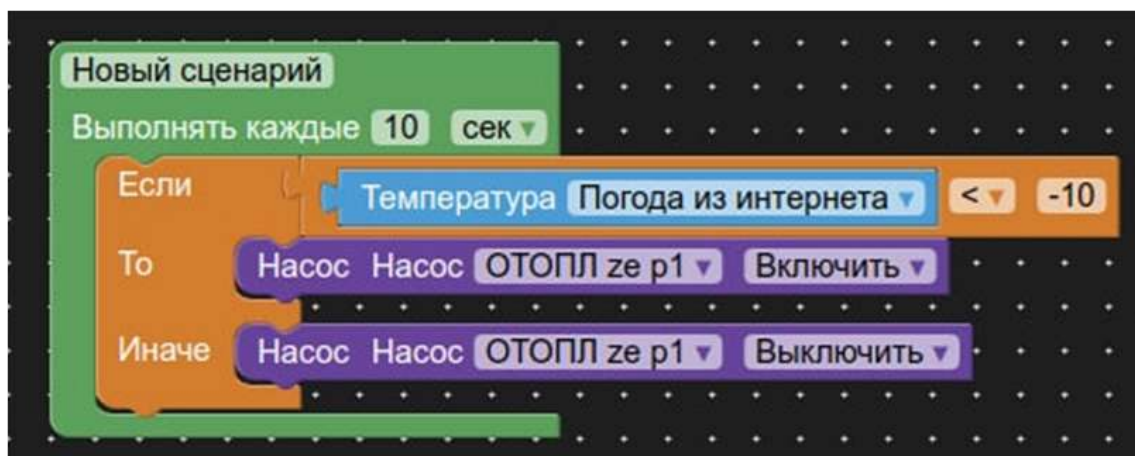 Новый сценарий
Выполнять каждые 10 сек
Если Температура Погода из интернета < -10
То Насос Насос ОТОПЛ ze p1 Включить
Иначе Насос Насос ОТОПЛ ze p1 Выключить